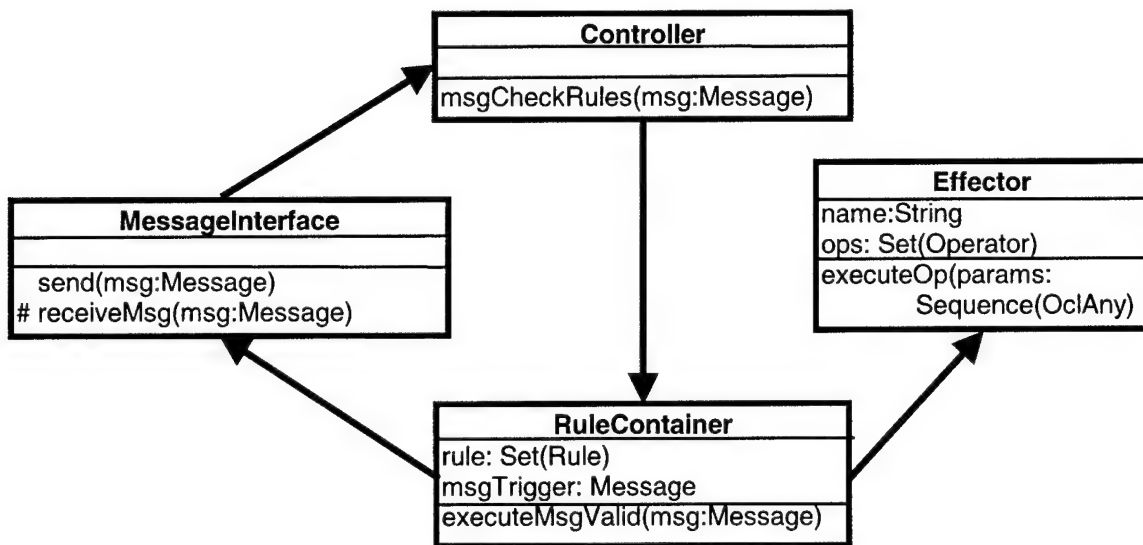 Controller
msgCheckRules(msg:Message)
MessageInterface
send(msg:Message)
# receiveMsg(msg:Message)
Effector
name:String
ops: Set(Operator)
executeOp(params:
Sequence(OclAny)
RuleContainer
rule: Set(Rule)
msgTrigger: Message
executeMsgValid(msg:Message)